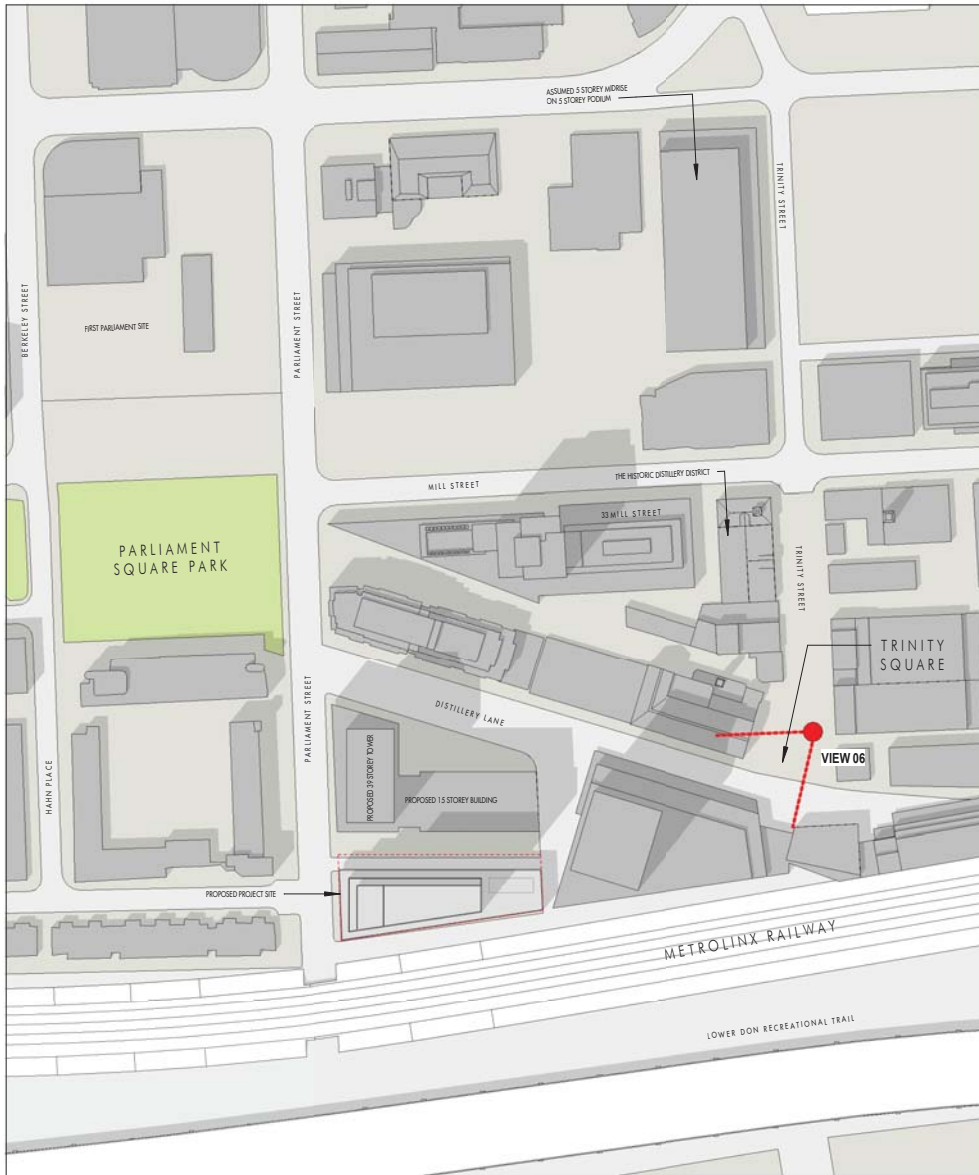 ASSUMED 5 STOREY MIDRISE
ON 5 STOREY PODIUM
TRINITY STREET
BERKELEY STREET
PARLIAMENT STREET
FIRST PARLIAMENT SITE
MILL STREET
THE HISTORIC DISTILLERY DISTRICT
33 MILL STREET
PARLIAMENT
SQUARE PARK
TRINITY STREET
TRINITY
SQUARE
DISTILLERY LANE
PARLIAMENT STREET
HAHN PLACE
PROPOSED 39 STOREY TOWER
PROPOSED 15 STOREY BUILDING
VIEW 06
PROPOSED PROJECT SITE
METROLINX RAILWAY
LOWER DON RECREATIONAL TRAIL